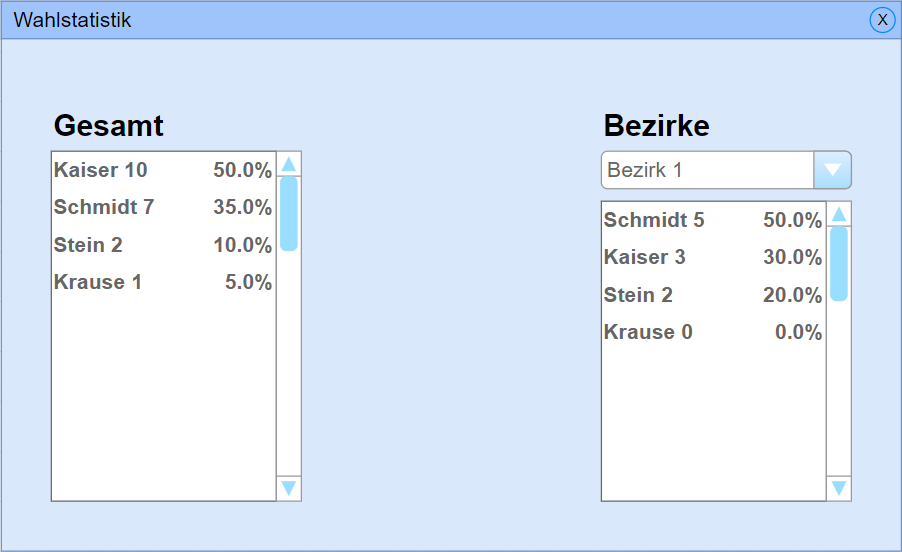 Wahlstatistik X
Gesamt
Kaiser 10 50.0%
Schmidt 7 35.0%
Stein 2 10.0%
Krause 1 5.0%
Bezirke
Bezirk 1
Schmidt 5 50.0%
Kaiser 3 30.0%
Stein 2 20.0%
Krause 0 0.0%